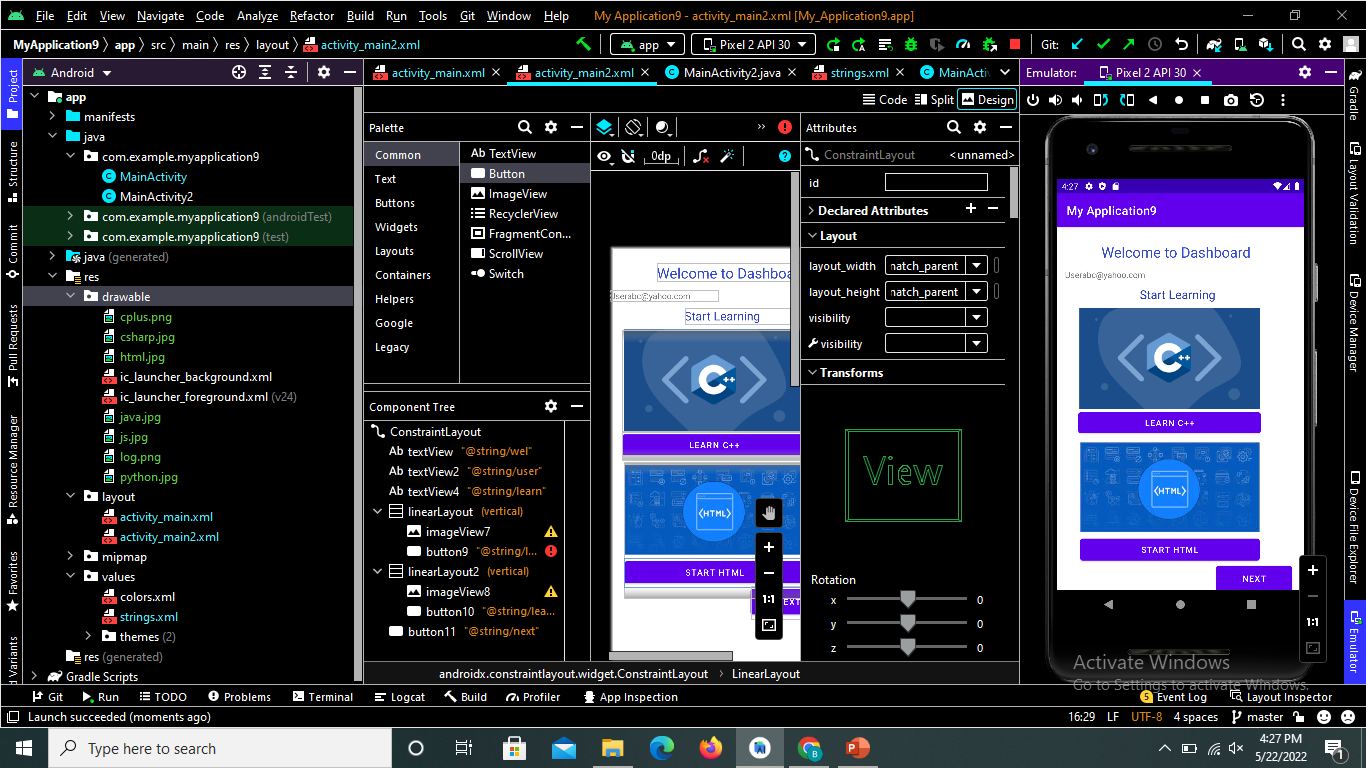 File Edit View Navigate Code Analyze Refactor Build Run Tools Git Window Help My Application9 - activity_main2.xml [My_Application9.app]
MyApplication9 app src main res layout activity_main2.xml app Pixel 2 API 30 Git:
Android activity_main.xml activity_main2.xml MainActivity2.java strings.xml MainActiv Emulator: Pixel 2 API 30
Code Split Design
Project
Structure
Commit
Pull Requests
Resource Manager
Favorites
Variants
app
manifests
java
com.example.myapplication9
MainActivity
MainActivity2
com.example.myapplication9 (androidTest)
com.example.myapplication9 (test)
java (generated)
res
drawable
cplus.png
csharp.jpg
html.jpg
ic_launcher_background.xml
ic_launcher_foreground.xml (v24)
java.jpg
js.jpg
log.png
python.jpg
layout
activity_main.xml
activity_main2.xml
mipmap
values
colors.xml
strings.xml
themes (2)
res (generated)
Gradle Scripts
Palette
Common
Text
Buttons
Widgets
Layouts
Containers
Helpers
Google
Legacy
Ab TextView
Button
ImageView
RecyclerView
FragmentCon...
ScrollView
Switch
Component Tree
ConstraintLayout
Ab textView "@string/wel"
Ab textView2 "@string/user"
Ab textView4 "@string/learn"
linearLayout (vertical)
imageView7
button9 "@string/l...
linearLayout2 (vertical)
imageView8
button10 "@string/lea...
button11 "@string/next"
0dp
Welcome to Dashboa
Userabc@yahoo.com
Start Learning
C++
LEARN C++
<HTML>
START HTML
EXT
1:1
androidx.constraintlayout.widget.ConstraintLayout LinearLayout
Attributes
ConstraintLayout <unnamed>
id
Declared Attributes
Layout
layout_width match_parent
layout_height match_parent
visibility
visibility
Transforms
View
Rotation
x 0
y 0
z 0
4:27
My Application9
Welcome to Dashboard
Userabc@yahoo.com
Start Learning
C++
LEARN C++
<HTML>
START HTML
NEXT
1:1
Gradle
Layout Validation
Device Manager
Device File Explorer
Emulator
Activate Windows
Go to Settings to activate Windows.
Git Run TODO Problems Terminal Logcat Build Profiler App Inspection 5 Event Log Layout Inspector
Launch succeeded (moments ago) 16:29 LF UTF-8 4 spaces master
Type here to search
4:27 PM
5/22/2022
1